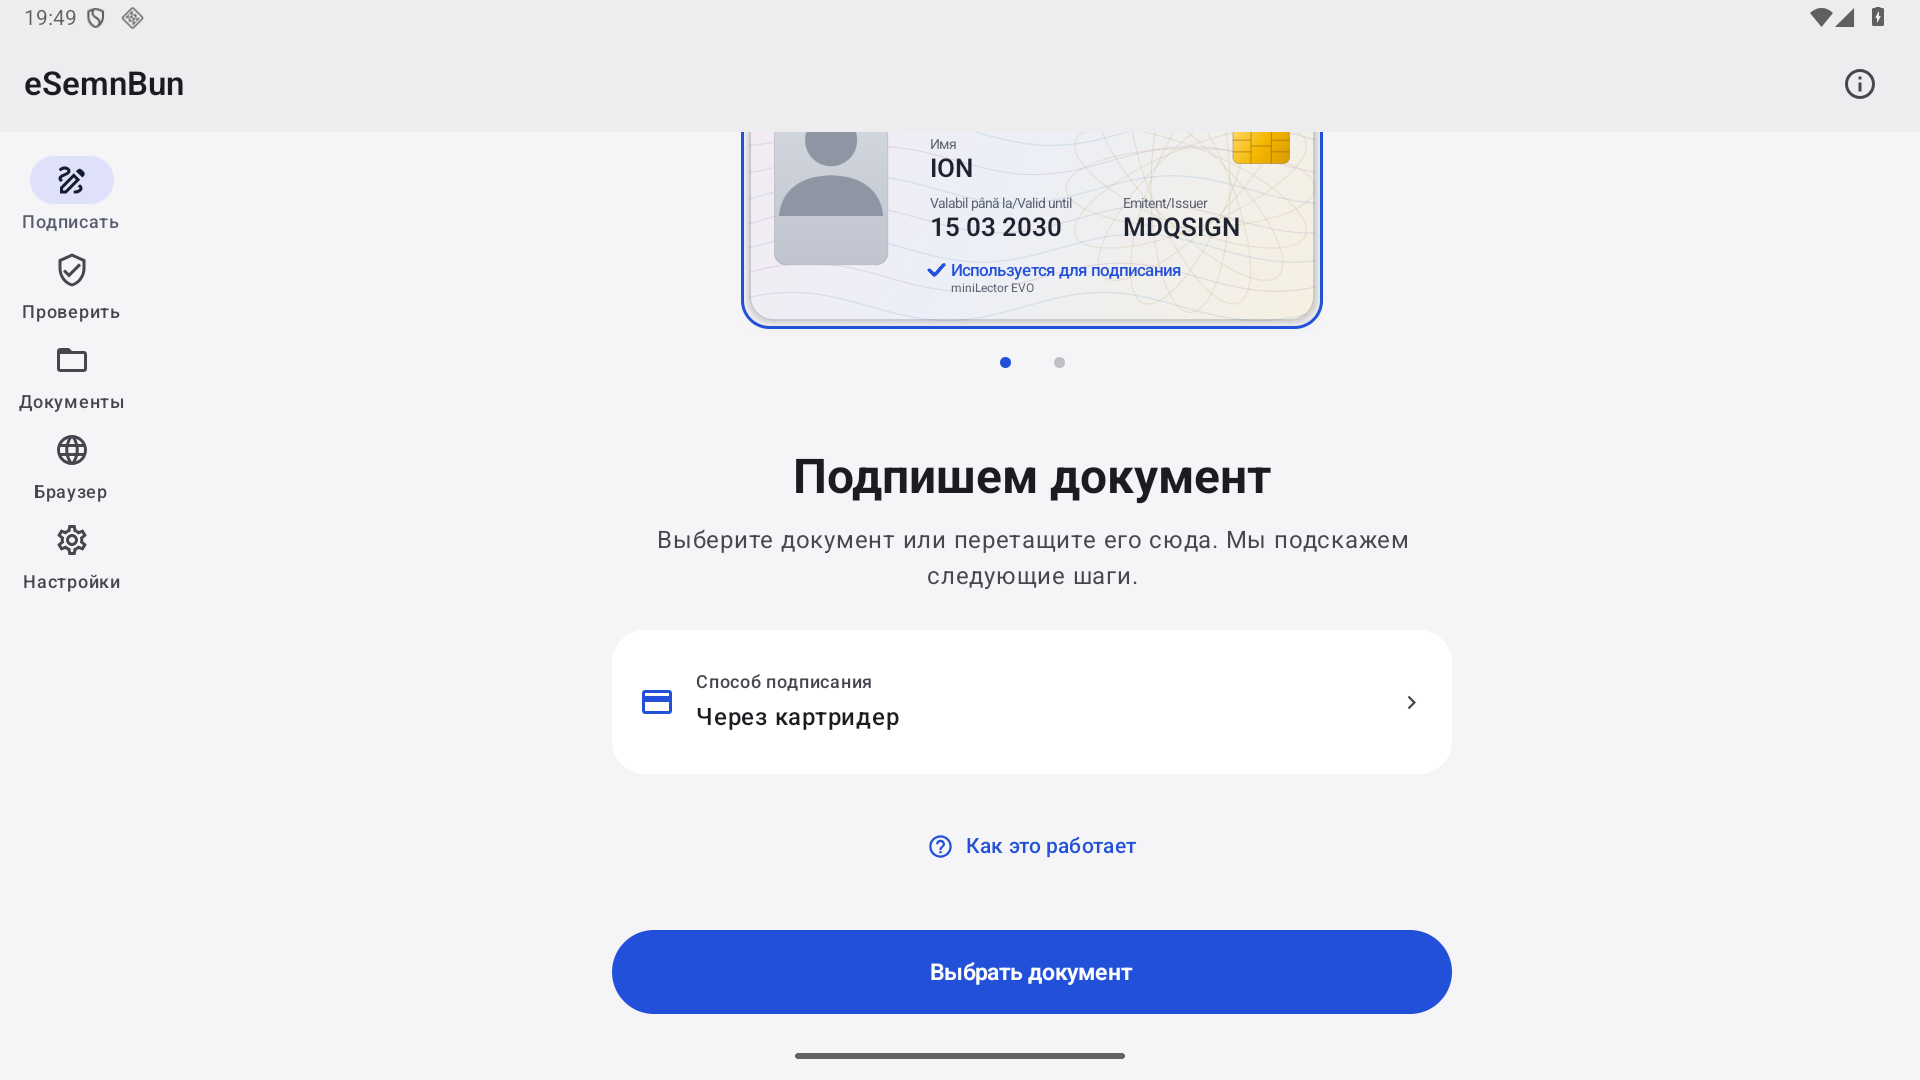 19:49
eSemnBun
Подписать
Проверить
Документы
Браузер
Настройки
Имя
ION
Valabil până la/Valid until
Emitent/Issuer
15 03 2030
MDQSIGN
Используется для подписания
miniLector EVO
Подпишем документ
Выберите документ или перетащите его сюда. Мы подскажем
следующие шаги.
Способ подписания
Через картридер
Как это работает
Выбрать документ